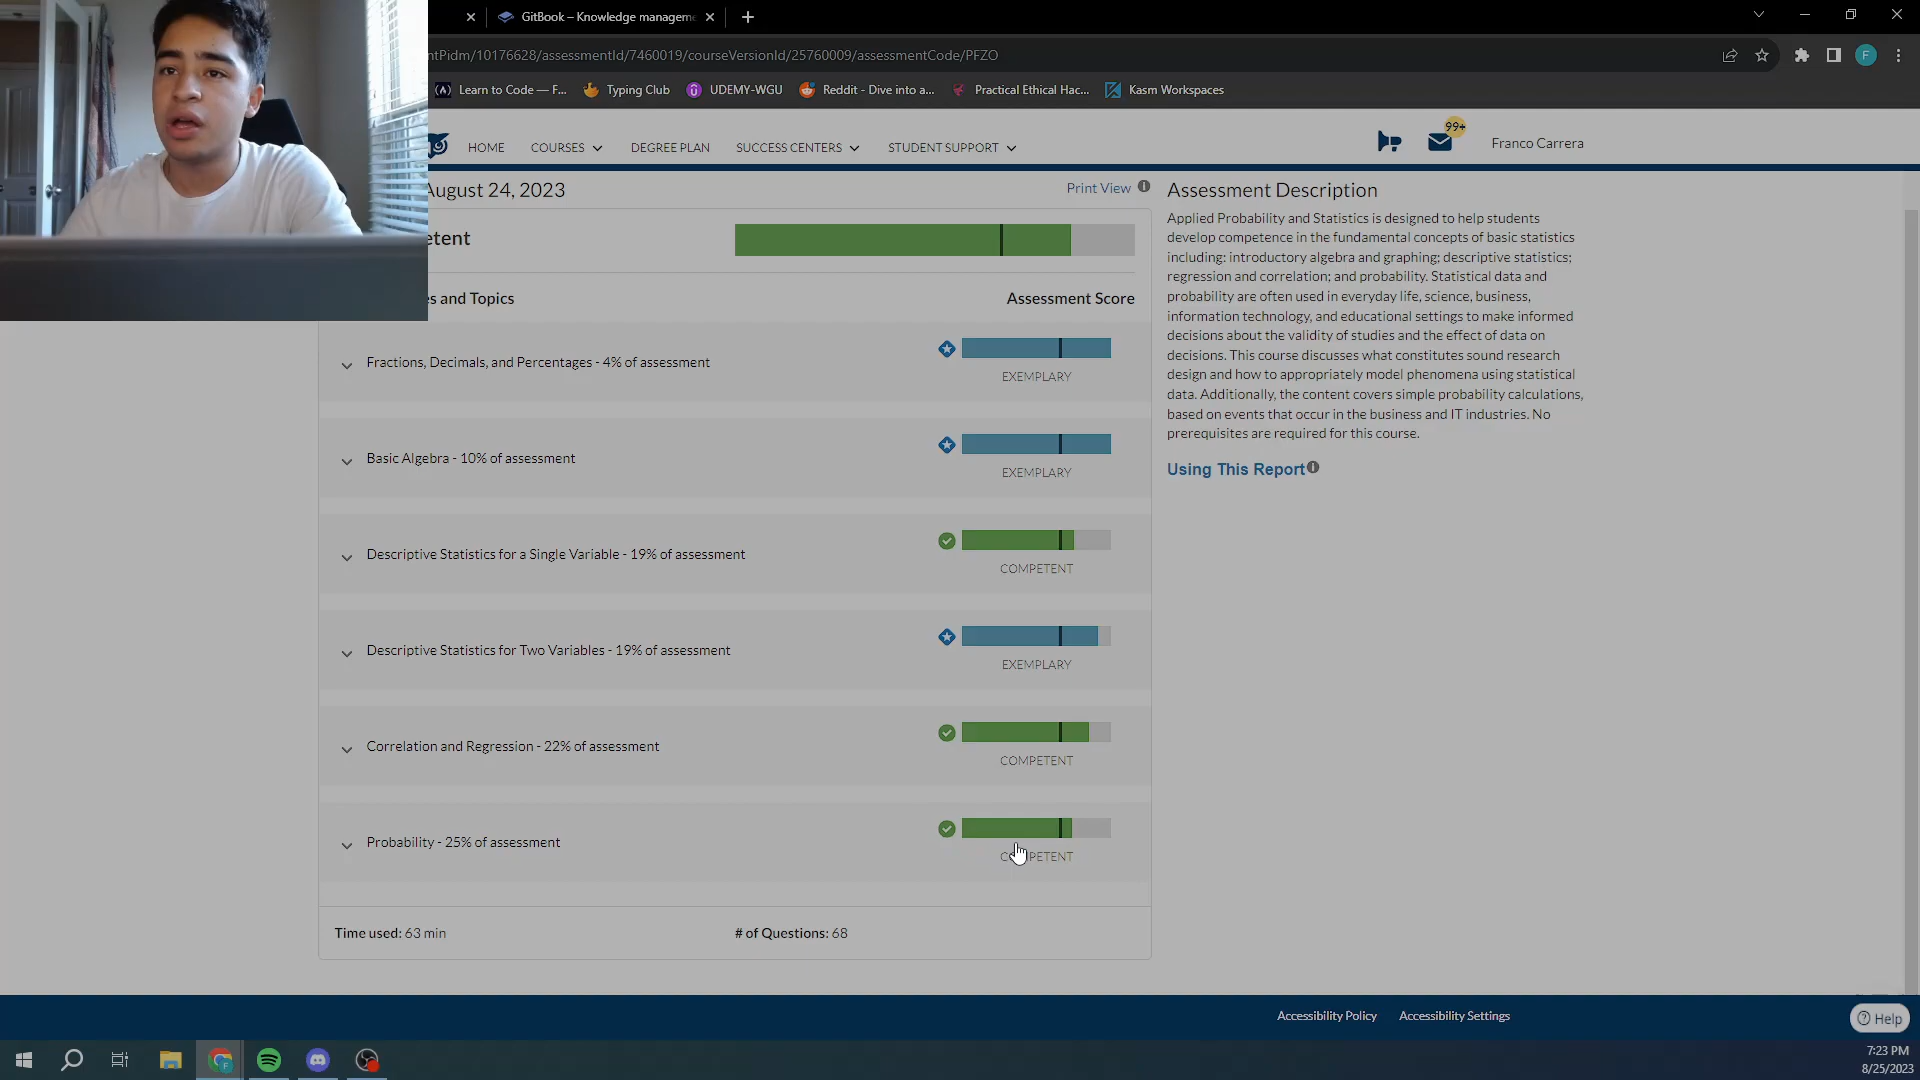 GitBook – Knowledge managem
ntPidm/10176628/assessmentId/7460019/courseVersionId/25760009/assessmentCode/PFZO
F
Learn to Code — F...
Typing Club
UDEMY-WGU
Reddit - Dive into a...
Practical Ethical Hac...
Kasm Workspaces
HOME
COURSES
DEGREE PLAN
SUCCESS CENTERS
STUDENT SUPPORT
99+
Franco Carrera
August 24, 2023
Print View
etent
es and Topics
Assessment Score
Fractions, Decimals, and Percentages - 4% of assessment
EXEMPLARY
Basic Algebra - 10% of assessment
EXEMPLARY
Descriptive Statistics for a Single Variable - 19% of assessment
COMPETENT
Descriptive Statistics for Two Variables - 19% of assessment
EXEMPLARY
Correlation and Regression - 22% of assessment
COMPETENT
Probability - 25% of assessment
COMPETENT
Time used: 63 min
# of Questions: 68
Assessment Description
Applied Probability and Statistics is designed to help students
develop competence in the fundamental concepts of basic statistics
including: introductory algebra and graphing; descriptive statistics;
regression and correlation; and probability. Statistical data and
probability are often used in everyday life, science, business,
information technology, and educational settings to make informed
decisions about the validity of studies and the effect of data on
decisions. This course discusses what constitutes sound research
design and how to appropriately model phenomena using statistical
data. Additionally, the content covers simple probability calculations,
based on events that occur in the business and IT industries. No
prerequisites are required for this course.
Using This Report
Accessibility Policy
Accessibility Settings
Help
7:23 PM
8/25/2023